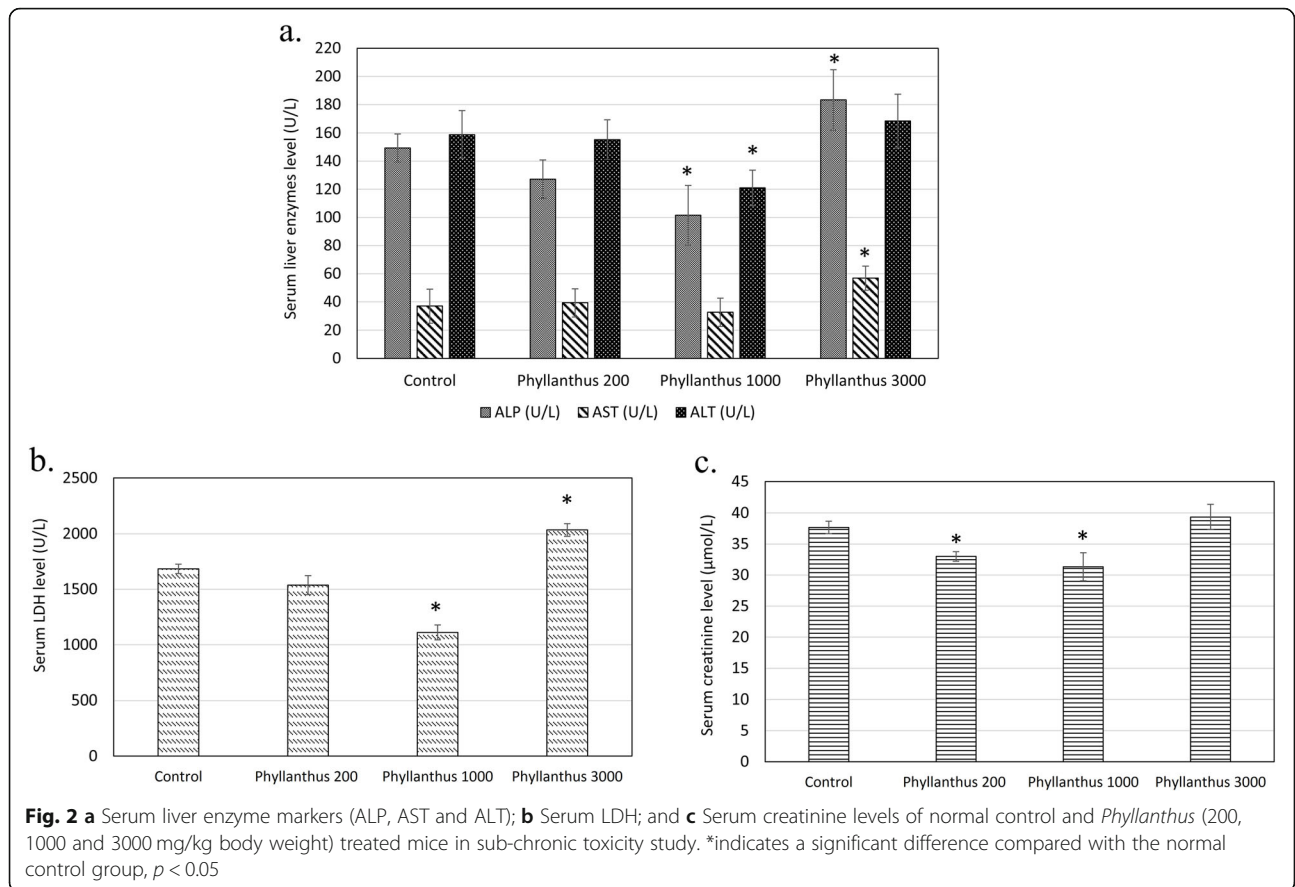 a.
Serum liver enzymes level (U/L)
220
200
180
160
140
120
100
80
60
40
20
0
*
*
*
*
Control Phyllanthus 200 Phyllanthus 1000 Phyllanthus 3000
ALP (U/L) AST (U/L) ALT (U/L)
b.
Serum LDH level (U/L)
2500
2000
1500
1000
500
0
*
*
Control Phyllanthus 200 Phyllanthus 1000 Phyllanthus 3000
c.
Serum creatinine level (µmol/L)
45
40
35
30
25
20
15
10
5
0
*
*
Control Phyllanthus 200 Phyllanthus 1000 Phyllanthus 3000
Fig. 2 a Serum liver enzyme markers (ALP, AST and ALT); b Serum LDH; and c Serum creatinine levels of normal control and Phyllanthus (200,
1000 and 3000 mg/kg body weight) treated mice in sub-chronic toxicity study. *indicates a significant difference compared with the normal
control group, p < 0.05